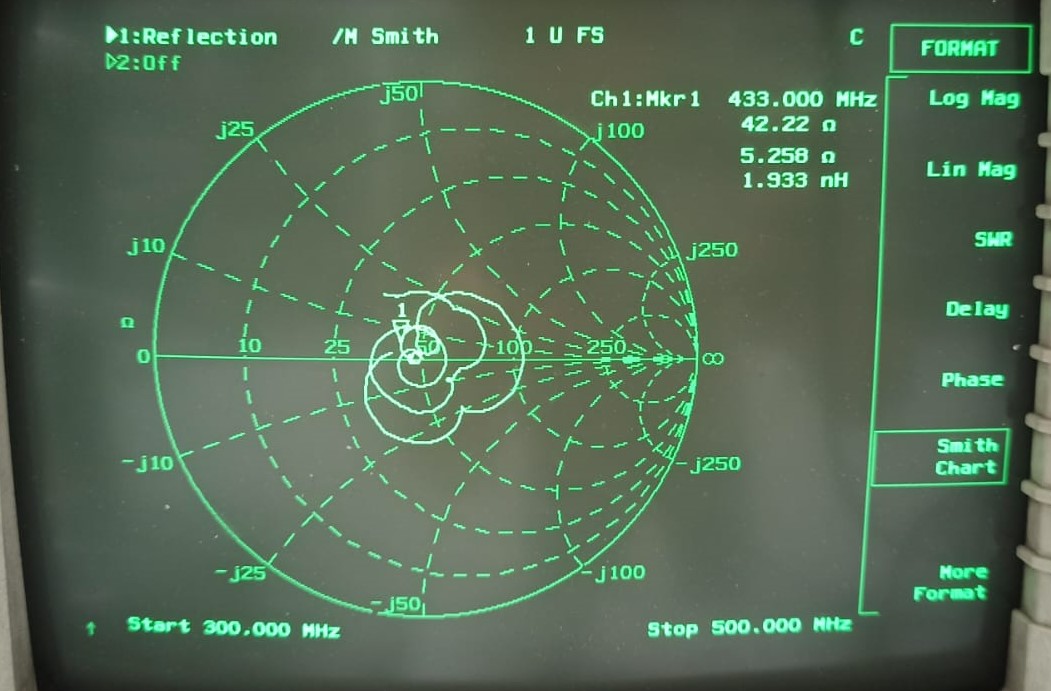 1:Reflection /M Smith 1 U FS C FORMAT
2:Off
Ch1:Mkr1 433.000 MHz
42.22 Ω
5.258 Ω
1.933 nH
j50
j25
j100
j10
j250
Ω
0
10
25
50
100
250
∞
-j10
-j250
-j25
-j100
-j50
1
↑ Start 300.000 MHz Stop 500.000 MHz
Log Mag
Lin Mag
SWR
Delay
Phase
Smith
Chart
More
Format